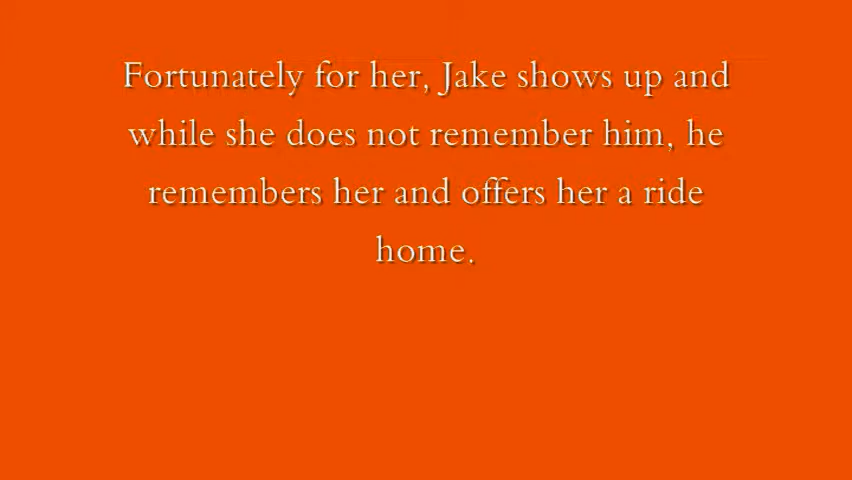 Fortunately for her, Jake shows up and
while she does not remember him, he
remembers her and offers her a ride
home.